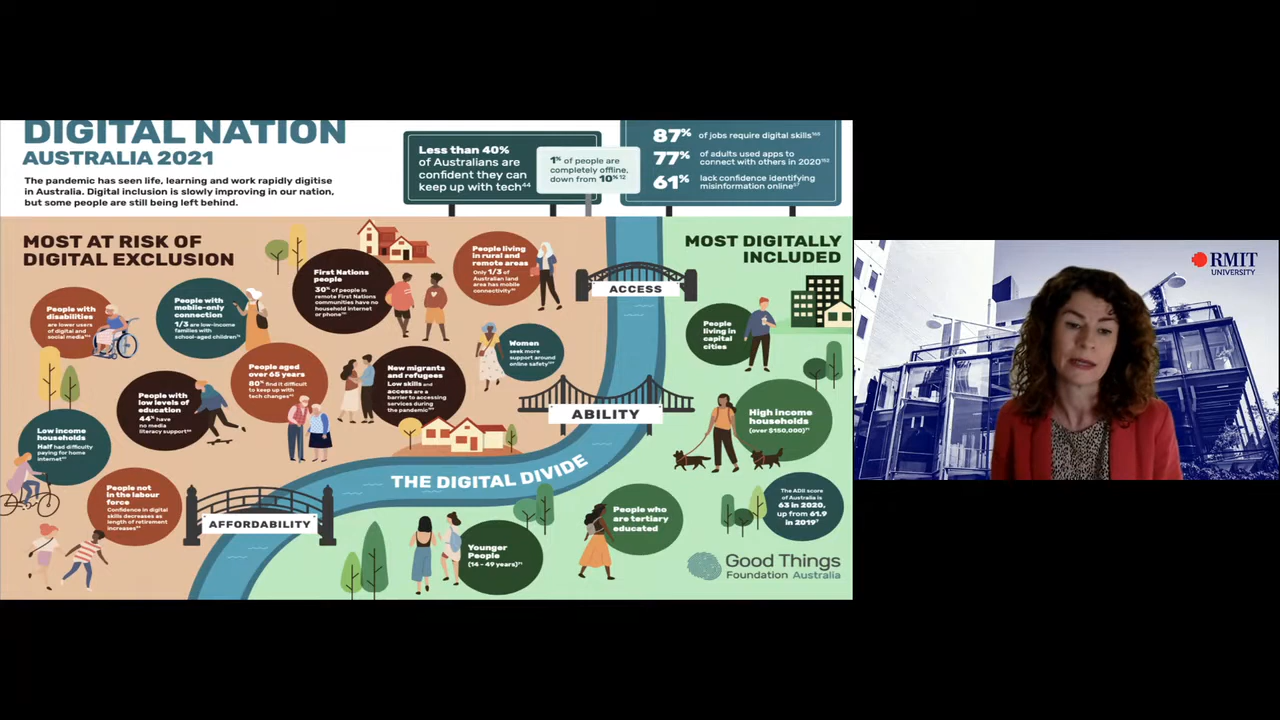 DIGITAL NATION
AUSTRALIA 2021
The pandemic has seen life, learning and work rapidly digitise
in Australia. Digital inclusion is slowly improving in our nation,
but some people are still being left behind.
Less than 40%
of Australians are
confident they can
keep up with tech
1% of people are
completely offline,
down from 10%
87% of jobs require digital skills
77% of adults used apps to
connect with others in 2020
61% lack confidence identifying
misinformation online
MOST AT RISK OF
DIGITAL EXCLUSION
People with
disabilities
are lower users
of digital and
social media
People with
mobile-only
connection
1/3 are low-income
families with
school-aged children
First Nations
people
30% of people in
remote First Nations
communities have no
household internet
or phone
People living
in rural and
remote areas
Only 1/3 of
Australian land
area has mobile
connectivity
Women
seek more
support around
online safety
People aged
over 65 years
80% find it difficult
to keep up with
tech changes
New migrants
and refugees
Low skills and
access are a
barrier to accessing
services during
the pandemic
People with
low levels of
education
44% have
no media
literacy support
Low income
households
Half had difficulty
paying for home
internet
People not
in the labour
force
Confidence in digital
skills decreases as
length of retirement
increases
ACCESS
ABILITY
AFFORDABILITY
THE DIGITAL DIVIDE
MOST DIGITALLY
INCLUDED
People
living in
capital
cities
High income
households
(over $150,000)
People who
are tertiary
educated
Younger
People
(14 - 49 years)
The ADII score
of Australia is
63 in 2020,
up from 61.9
in 2019
Good Things
Foundation Australia
RMIT
UNIVERSITY